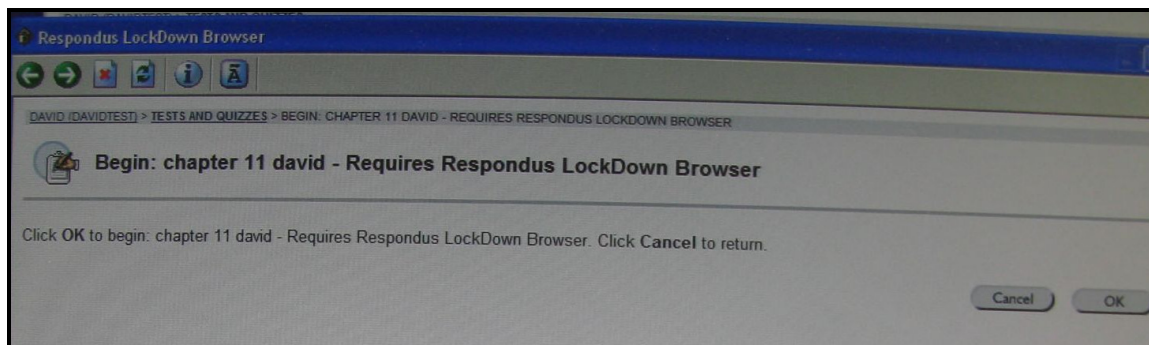 Respondus LockDown Browser
DAVID (DAVIDTEST) > TESTS AND QUIZZES > BEGIN: CHAPTER 11 DAVID - REQUIRES RESPONDUS LOCKDOWN BROWSER
Begin: chapter 11 david - Requires Respondus LockDown Browser
Click OK to begin: chapter 11 david - Requires Respondus LockDown Browser. Click Cancel to return.
Cancel OK